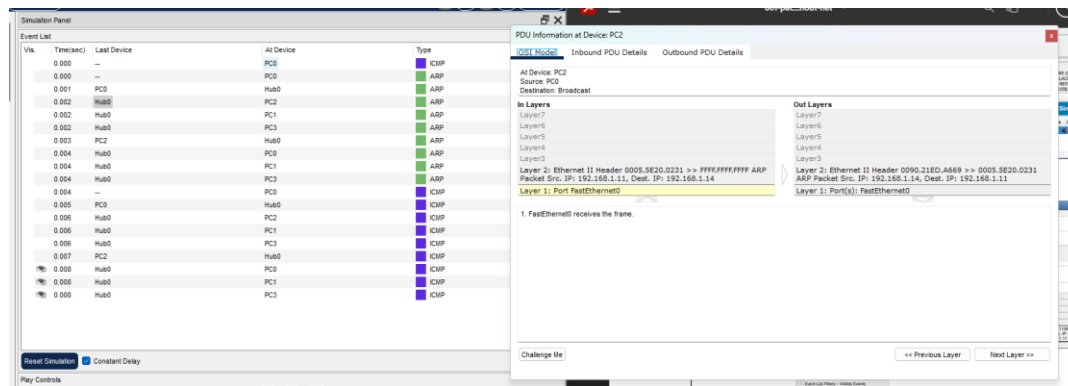 Simulation Panel
Event List
Vis. Time(sec) Last Device At Device Type
0.000 -- PC0 ICMP
0.000 -- PC0 ARP
0.001 PC0 Hub0 ARP
0.002 Hub0 PC2 ARP
0.002 Hub0 PC1 ARP
0.002 Hub0 PC3 ARP
0.003 PC2 Hub0 ARP
0.004 Hub0 PC0 ARP
0.004 Hub0 PC1 ARP
0.004 Hub0 PC3 ARP
0.004 -- PC0 ICMP
0.005 PC0 Hub0 ICMP
0.006 Hub0 PC2 ICMP
0.006 Hub0 PC1 ICMP
0.006 Hub0 PC3 ICMP
0.007 PC2 Hub0 ICMP
0.008 Hub0 PC0 ICMP
0.008 Hub0 PC1 ICMP
0.008 Hub0 PC3 ICMP
Reset Simulation Constant Delay
Play Controls
PDU Information at Device: PC2
OSI Model Inbound PDU Details Outbound PDU Details
At Device: PC2
Source: PC0
Destination: Broadcast
In Layers Out Layers
Layer7 Layer7
Layer6 Layer6
Layer5 Layer5
Layer4 Layer4
Layer3 Layer3
Layer 2: Ethernet II Header 0005.5E20.0231 >> FFFF.FFFF.FFFF ARP
Packet Src. IP: 192.168.1.11, Dest. IP: 192.168.1.14
Layer 2: Ethernet II Header 0090.21ED.A669 >> 0005.5E20.0231
ARP Packet Src. IP: 192.168.1.14, Dest. IP: 192.168.1.11
Layer 1: Port FastEthernet0 Layer 1: Port(s): FastEthernet0
1. FastEthernet0 receives the frame.
Challenge Me << Previous Layer Next Layer >>
Event List Filters - Visible Events